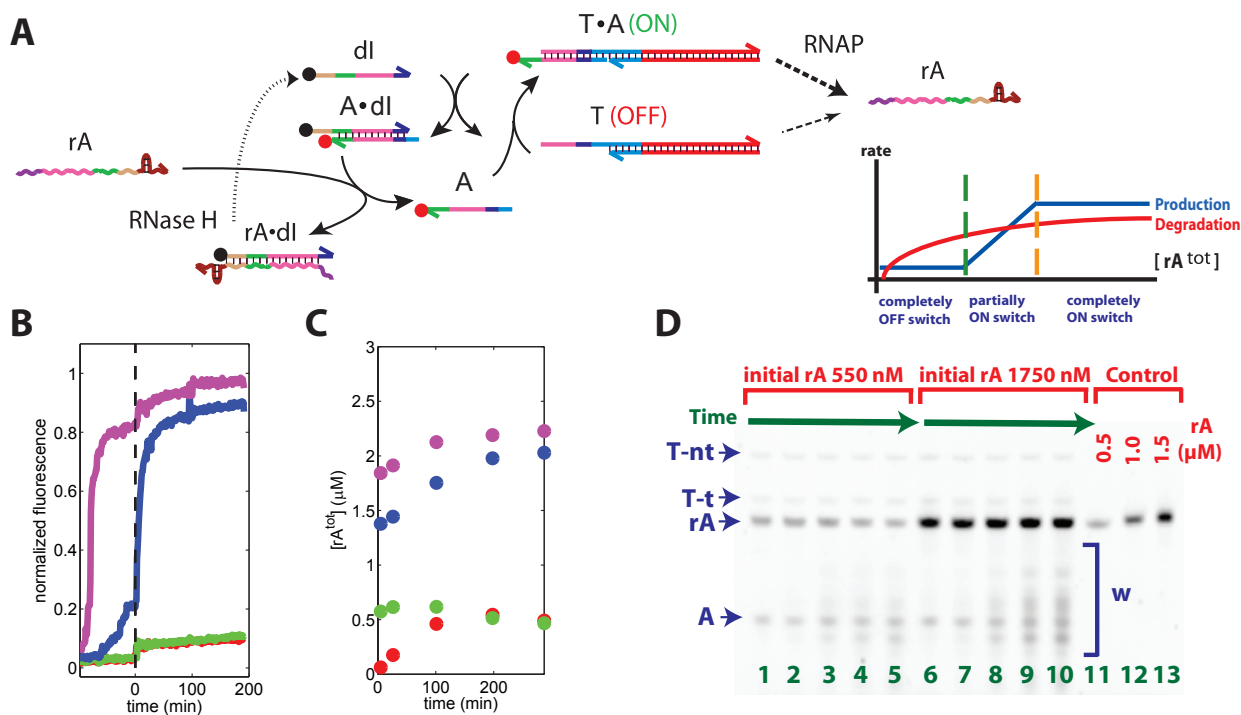 A
dI
T•A (ON)
RNAP
rA
A•dI
rA
T (OFF)
A
RNase H
rA•dI
rate
Production
Degradation
[ rA tot ]
completely OFF switch
partially ON switch
completely ON switch
B
normalized fluorescence
1
0.8
0.6
0.4
0.2
0
0
200
time (min)
C
[rA tot] (μM)
3
2.5
2
1.5
1
0.5
0
0
100
200
time (min)
D
initial rA 550 nM
initial rA 1750 nM
Control
Time
rA
(μM)
0.5
1.0
1.5
T-nt
T-t
rA
A
w
1 2 3 4 5 6 7 8 9 10 11 12 13